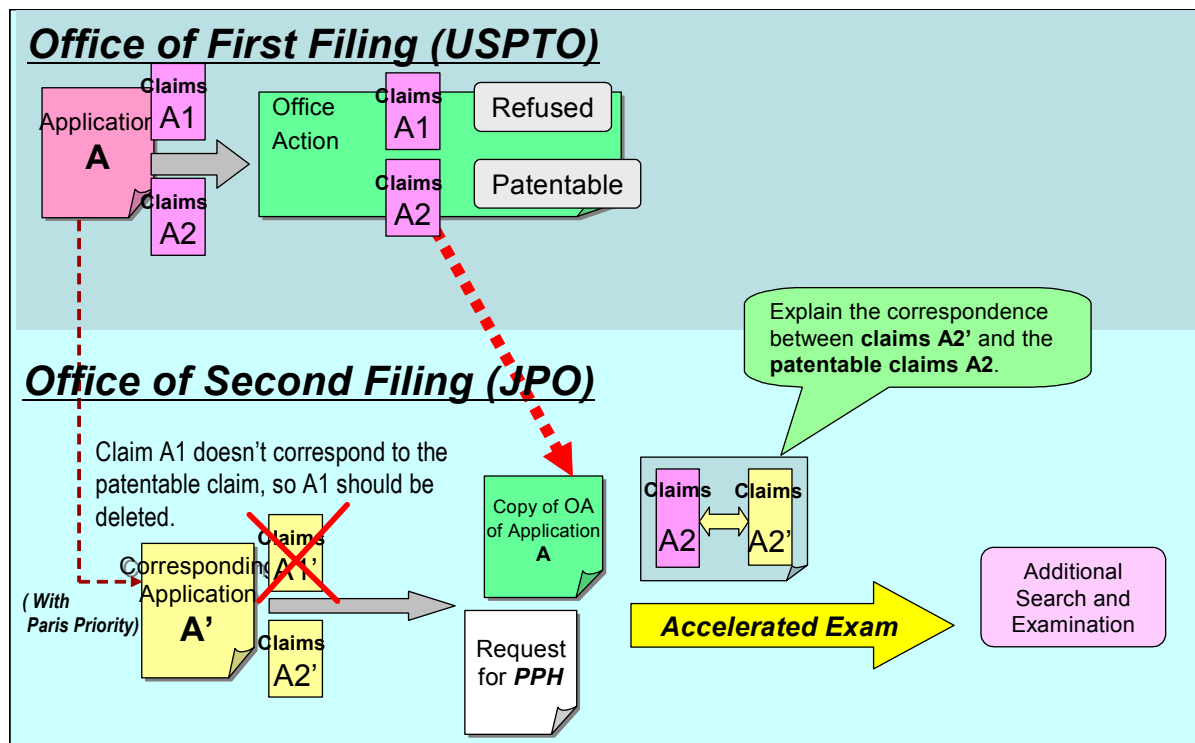 Office of First Filing (USPTO)
Application
A
Claims
A1
Claims
A2
Office
Action
Claims
A1
Refused
Claims
A2
Patentable
Explain the correspondence
between claims A2’ and the
patentable claims A2.
Office of Second Filing (JPO)
Claim A1 doesn’t correspond to the
patentable claim, so A1 should be
deleted.
( With
Paris Priority)
Corresponding
Application
A’
Claims
A1’
Claims
A2’
Copy of OA
of Application
A
Request
for PPH
Claims
A2
Claims
A2’
Accelerated Exam
Additional
Search and
Examination